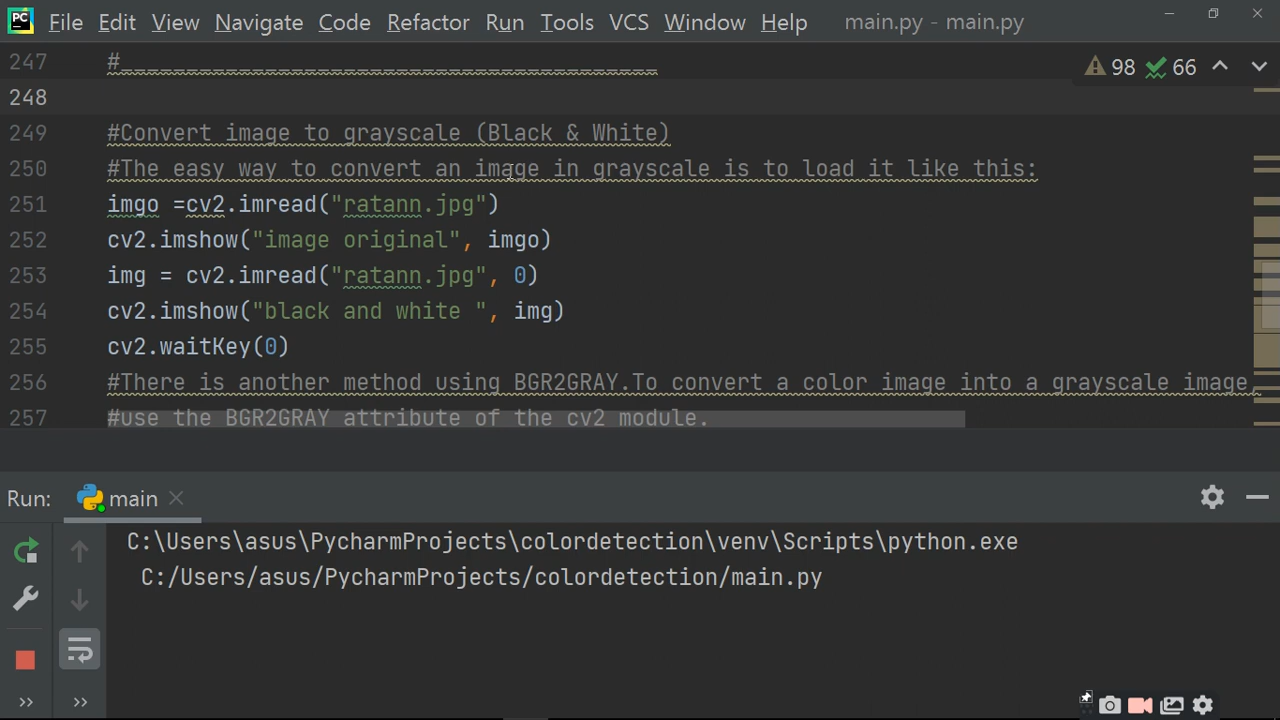 PC File Edit View Navigate Code Refactor Run Tools VCS Window Help main.py - main.py
247 #_________________________________________
98 66
248
249 #Convert image to grayscale (Black & White)
250 #The easy way to convert an image in grayscale is to load it like this:
251 imgo =cv2.imread("ratann.jpg")
252 cv2.imshow("image original", imgo)
253 img = cv2.imread("ratann.jpg", 0)
254 cv2.imshow("black and white ", img)
255 cv2.waitKey(0)
256 #There is another method using BGR2GRAY.To convert a color image into a grayscale image,
257 #use the BGR2GRAY attribute of the cv2 module.
Run: main
C:\Users\asus\PycharmProjects\colordetection\venv\Scripts\python.exe
C:/Users/asus/PycharmProjects/colordetection/main.py